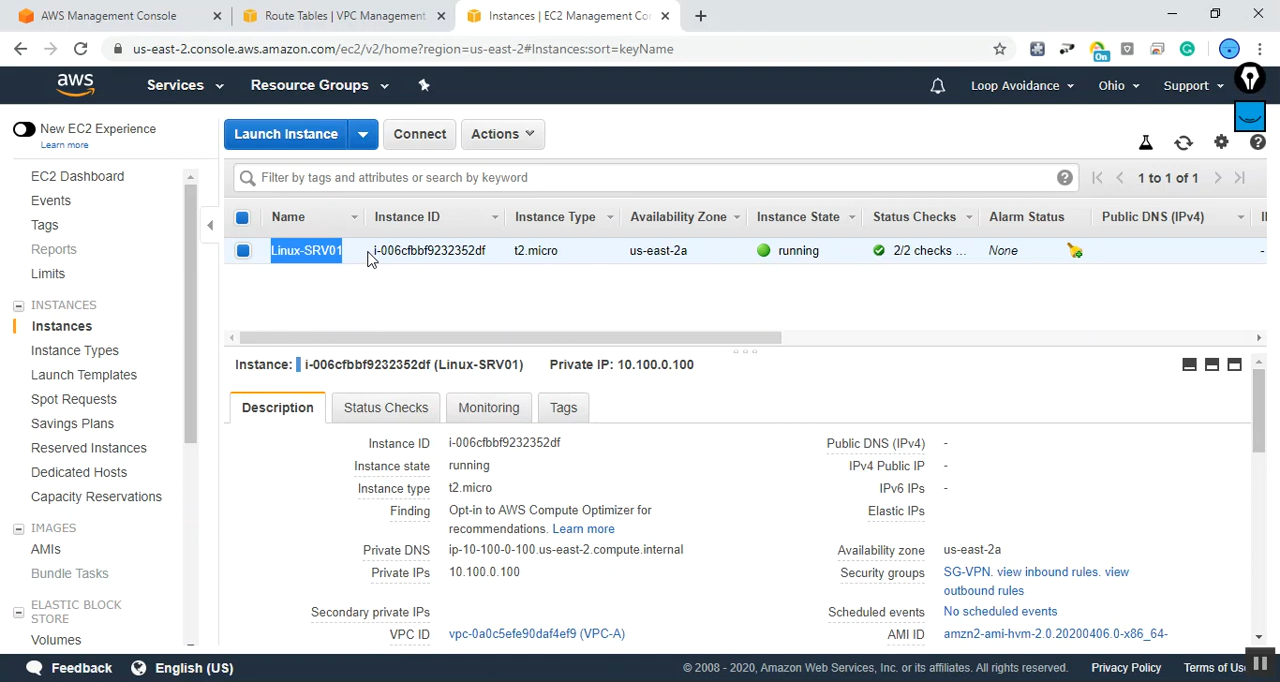 AWS Management Console
Route Tables | VPC Management
Instances | EC2 Management Co
us-east-2.console.aws.amazon.com/ec2/v2/home?region=us-east-2#Instances:sort=keyName
On
aws
Services
Resource Groups
Loop Avoidance
Ohio
Support
New EC2 Experience
Learn more
Launch Instance
Connect
Actions
EC2 Dashboard
Events
Tags
Reports
Limits
INSTANCES
Instances
Instance Types
Launch Templates
Spot Requests
Savings Plans
Reserved Instances
Dedicated Hosts
Capacity Reservations
IMAGES
AMIs
Bundle Tasks
ELASTIC BLOCK
STORE
Volumes
Filter by tags and attributes or search by keyword
1 to 1 of 1
Name Instance ID Instance Type Availability Zone Instance State Status Checks Alarm Status Public DNS (IPv4)
Linux-SRV01 i-006cfbbf9232352df t2.micro us-east-2a running 2/2 checks ... None -
Instance: i-006cfbbf9232352df (Linux-SRV01) Private IP: 10.100.0.100
Description Status Checks Monitoring Tags
Instance ID i-006cfbbf9232352df
Instance state running
Instance type t2.micro
Finding Opt-in to AWS Compute Optimizer for
recommendations. Learn more
Private DNS ip-10-100-0-100.us-east-2.compute.internal
Private IPs 10.100.0.100
Secondary private IPs
VPC ID vpc-0a0c5efe90daf4ef9 (VPC-A)
Public DNS (IPv4) -
IPv4 Public IP -
IPv6 IPs -
Elastic IPs
Availability zone us-east-2a
Security groups SG-VPN. view inbound rules. view
outbound rules
Scheduled events No scheduled events
AMI ID amzn2-ami-hvm-2.0.20200406.0-x86_64-
Feedback
English (US)
© 2008 - 2020, Amazon Web Services, Inc. or its affiliates. All rights reserved.
Privacy Policy
Terms of Us